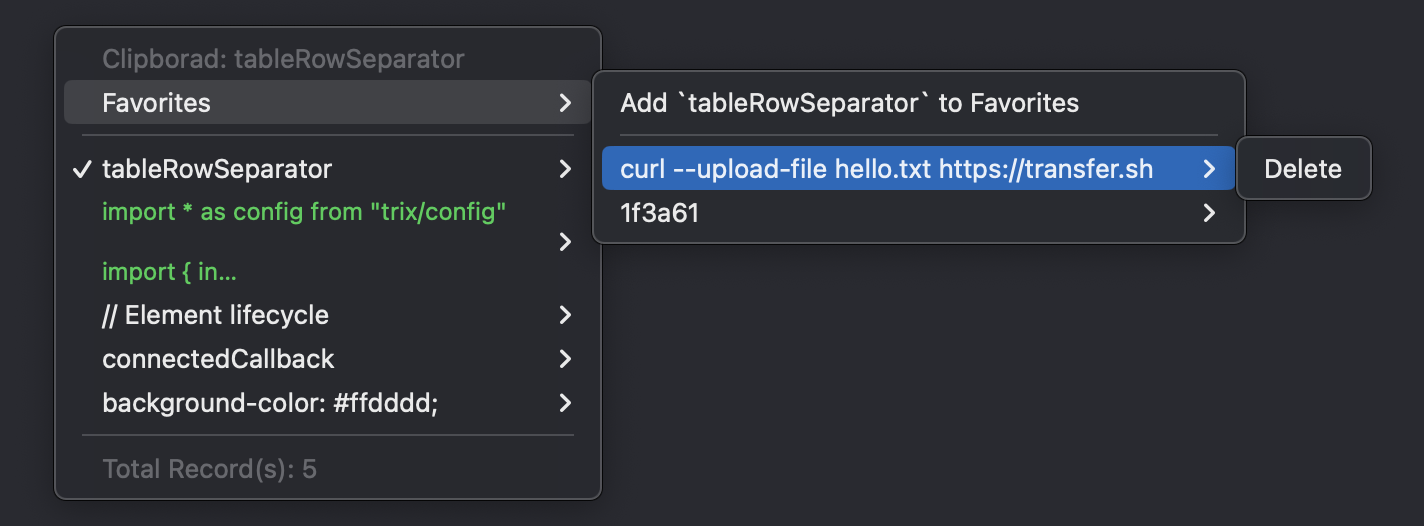 Clipborad: tableRowSeparator
Favorites
Add `tableRowSeparator` to Favorites
tableRowSeparator
curl --upload-file hello.txt https://transfer.sh
Delete
import * as config from "trix/config"
1f3a61
import { in...
// Element lifecycle
connectedCallback
background-color: #ffdddd;
Total Record(s): 5